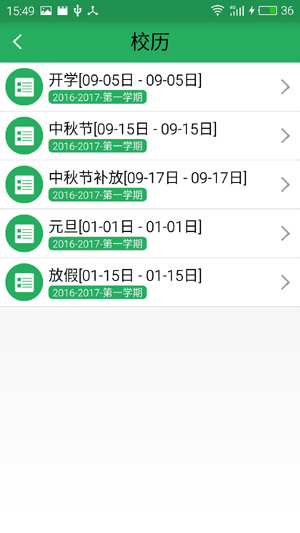 15:49
4G
36
校历
开学[09-05日 - 09-05日]
2016-2017-第一学期
中秋节[09-15日 - 09-15日]
2016-2017-第一学期
中秋节补放[09-17日 - 09-17日]
2016-2017-第一学期
元旦[01-01日 - 01-01日]
2016-2017-第一学期
放假[01-15日 - 01-15日]
2016-2017-第一学期